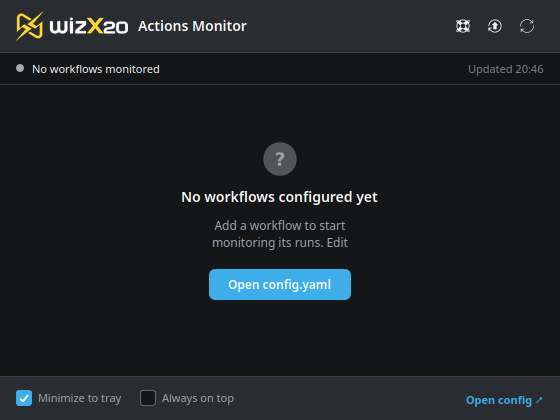 wizX20 Actions Monitor
No workflows monitored Updated 20:46
?
No workflows configured yet
Add a workflow to start
monitoring its runs. Edit
Open config.yaml
Minimize to tray Always on top Open config ↗